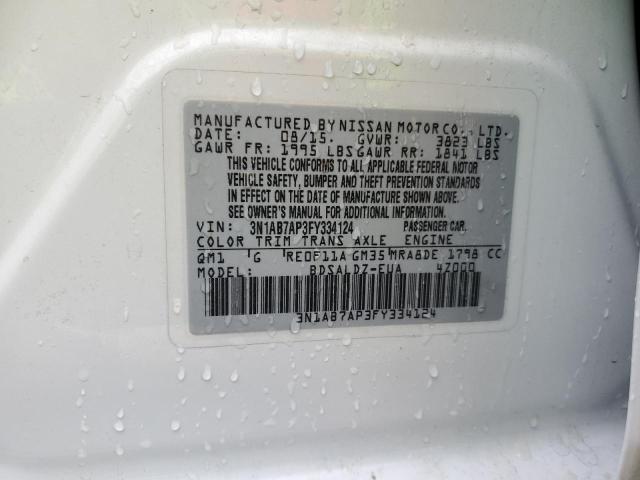 MANUFACTURED BY NISSAN MOTOR CO., LTD.
DATE: 08/15. GVWR: 3823 LBS
GAWR FR: 1995 LBS GAWR RR: 1841 LBS
THIS VEHICLE CONFORMS TO ALL APPLICABLE FEDERAL MOTOR
VEHICLE SAFETY, BUMPER AND THEFT PREVENTION STANDARDS
IN EFFECT ON THE DATE OF MANUFACTURE SHOWN ABOVE.
SEE OWNER'S MANUAL FOR ADDITIONAL INFORMATION.
VIN: 3N1AB7AP3FY334124 PASSENGER CAR.
COLOR TRIM TRANS AXLE ENGINE
QM1 G RE0F11A GM35 MRA8DE 1798 CC
MODEL: BDSALDZ-EUA 4Z000
3N1AB7AP3FY334124